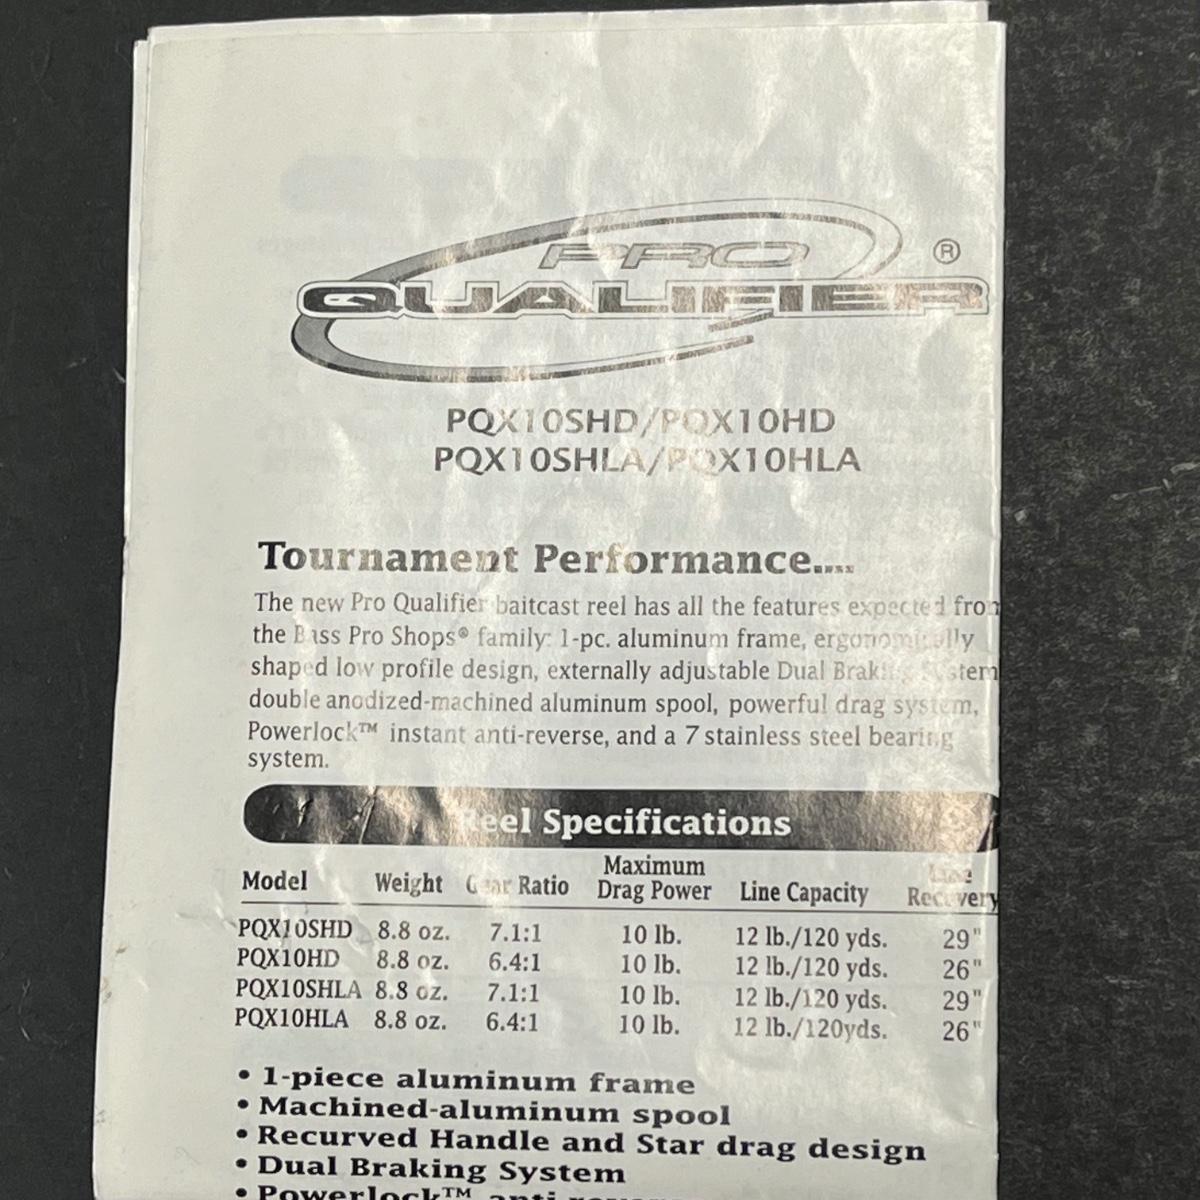 PRO
QUALIFIER ®
PQX10SHD/PQX10HD
PQX10SHLA/PQX10HLA
Tournament Performance....
The new Pro Qualifier baitcast reel has all the features expected from
the Bass Pro Shops® family: 1-pc. aluminum frame, ergonomically
shaped low profile design, externally adjustable Dual Braking System
double anodized-machined aluminum spool, powerful drag system,
Powerlock™ instant anti-reverse, and a 7 stainless steel bearing
system.
Reel Specifications
Model Weight Gear Ratio Maximum Drag Power Line Capacity Line Recovery
PQX10SHD 8.8 oz. 7.1:1 10 lb. 12 lb./120 yds. 29"
PQX10HD 8.8 oz. 6.4:1 10 lb. 12 lb./120 yds. 26"
PQX10SHLA 8.8 oz. 7.1:1 10 lb. 12 lb./120 yds. 29"
PQX10HLA 8.8 oz. 6.4:1 10 lb. 12 lb./120yds. 26"
• 1-piece aluminum frame
• Machined-aluminum spool
• Recurved Handle and Star drag design
• Dual Braking System
• Powerlock™ anti